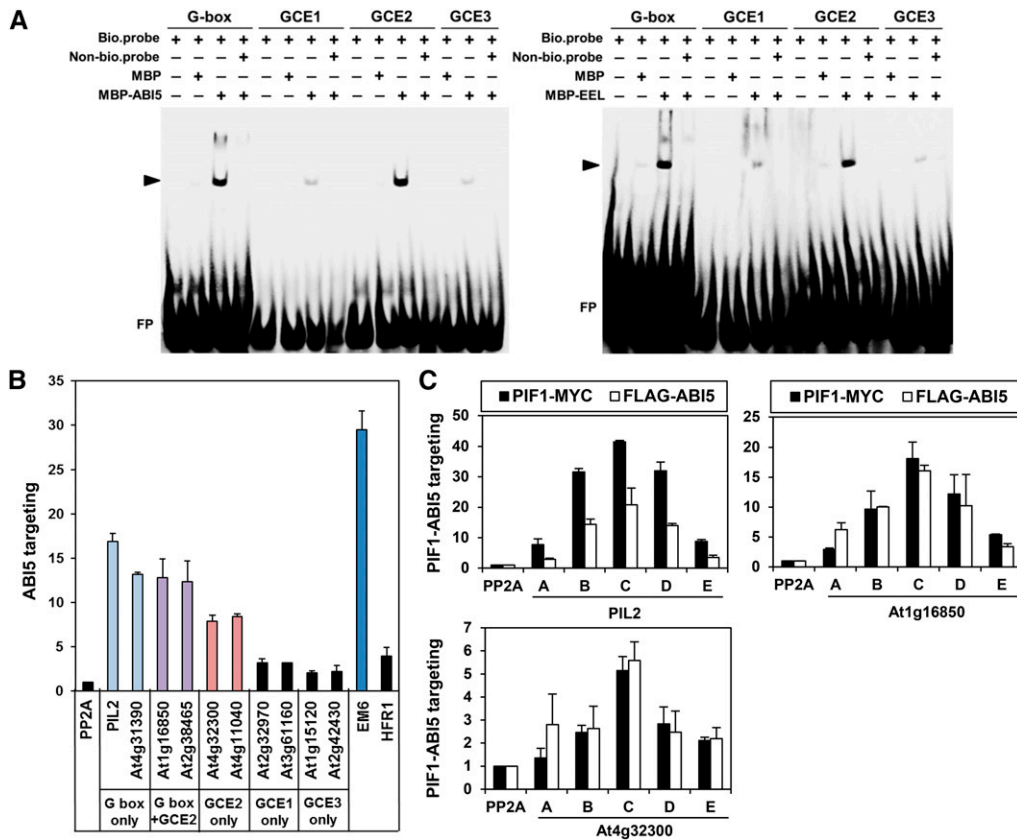 A
G-box GCE1 GCE2 GCE3
Bio.probe + + + + + + + + + + + + + + +
Non-bio.probe − − − + − − − + − − − + − − +
MBP − + − − − + − − − + − − + − −
MBP-ABI5 − − + + − − + + − − + + − + +
FP
G-box GCE1 GCE2 GCE3
Bio.probe + + + + + + + + + + + + + + +
Non-bio.probe − − − + − − − + − − − + − − +
MBP − + − − − + − − − + − − + − −
MBP-EEL − − + + − − + + − − + + − + +
FP
B
ABI5 targeting
35
30
25
20
15
10
5
0
PP2A PIL2 At4g31390 At1g16850 At2g38465 At4g32300 At4g11040 At2g32970 At3g61160 At1g15120 At2g42430 EM6 HFR1
G box only
G box +GCE2
GCE2 only
GCE1 only
GCE3 only
C
PIF1-MYC FLAG-ABI5
PIF1-ABI5 targeting
50
40
30
20
10
0
PP2A A B C D E
PIL2
PIF1-MYC FLAG-ABI5
25
20
15
10
5
0
PP2A A B C D E
At1g16850
PIF1-ABI5 targeting
7
6
5
4
3
2
1
0
PP2A A B C D E
At4g32300